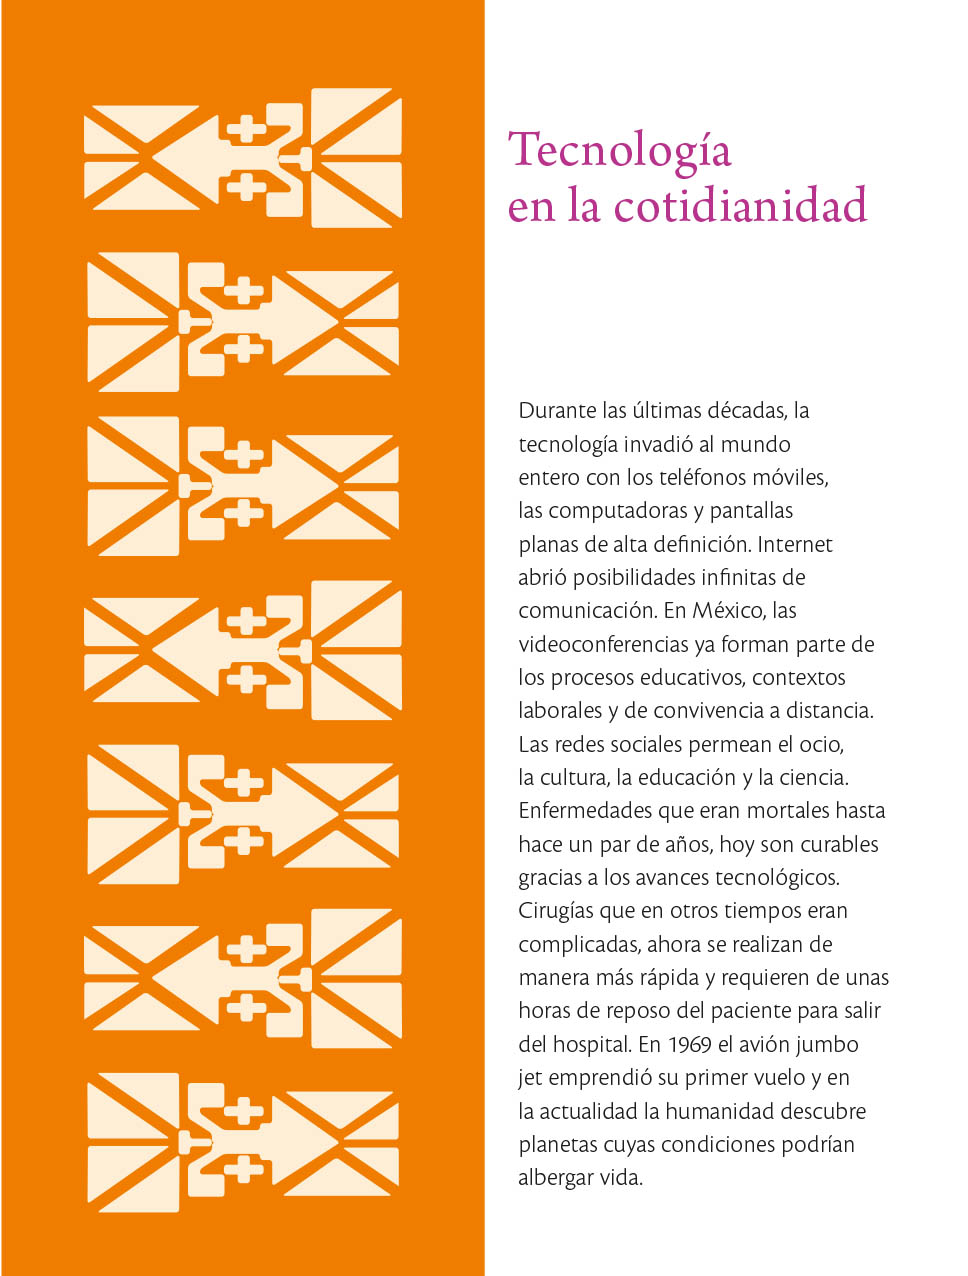 Tecnología
en la cotidianidad
Durante las últimas décadas, la
tecnología invadió al mundo
entero con los teléfonos móviles,
las computadoras y pantallas
planas de alta definición. Internet
abrió posibilidades infinitas de
comunicación. En México, las
videoconferencias ya forman parte de
los procesos educativos, contextos
laborales y de convivencia a distancia.
Las redes sociales permean el ocio,
la cultura, la educación y la ciencia.
Enfermedades que eran mortales hasta
hace un par de años, hoy son curables
gracias a los avances tecnológicos.
Cirugías que en otros tiempos eran
complicadas, ahora se realizan de
manera más rápida y requieren de unas
horas de reposo del paciente para salir
del hospital. En 1969 el avión jumbo
jet emprendió su primer vuelo y en
la actualidad la humanidad descubre
planetas cuyas condiciones podrían
albergar vida.